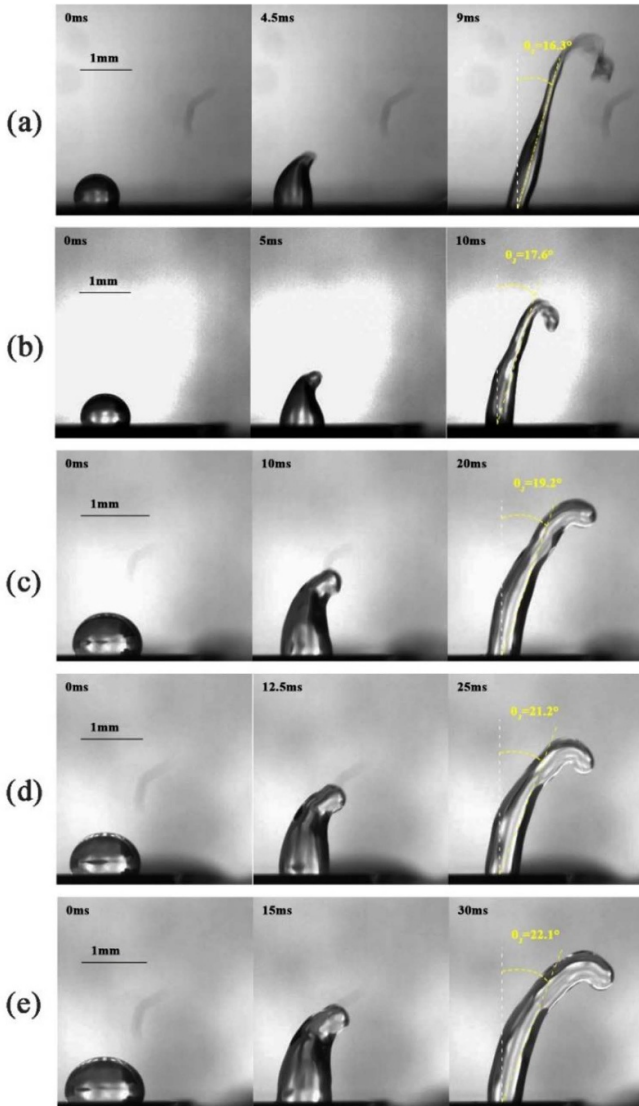 0ms 4.5ms 9ms
θJ=16.3°
1mm
(a)
0ms 5ms 10ms
θJ=17.6°
1mm
(b)
0ms 10ms 20ms
θJ=19.2°
1mm
(c)
0ms 12.5ms 25ms
θJ=21.2°
1mm
(d)
0ms 15ms 30ms
θJ=22.1°
1mm
(e)